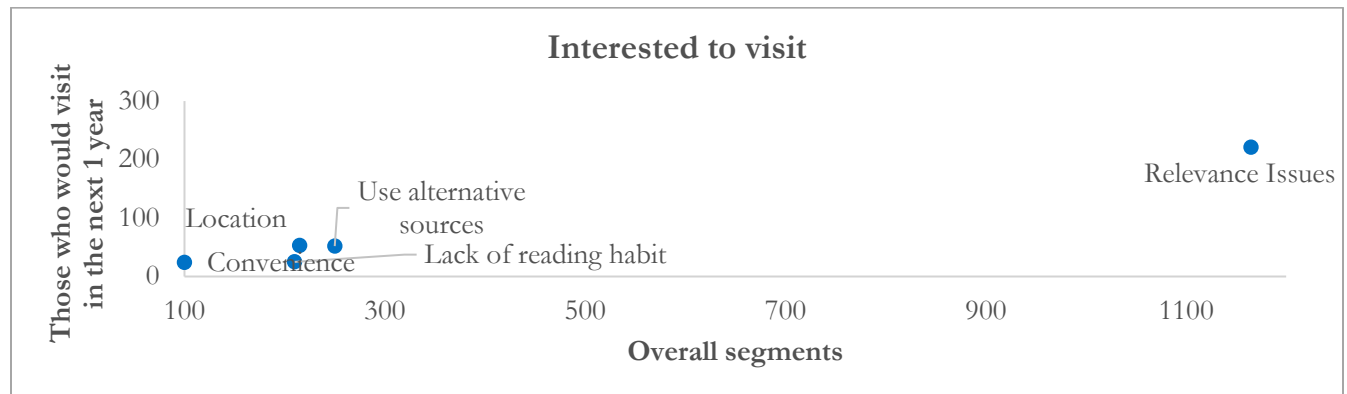 Interested to visit
Those who would visit
in the next 1 year
300
200
100
0
Relevance Issues
Use alternative
sources
Location
Convenience
Lack of reading habit
100 300 500 700 900 1100
Overall segments